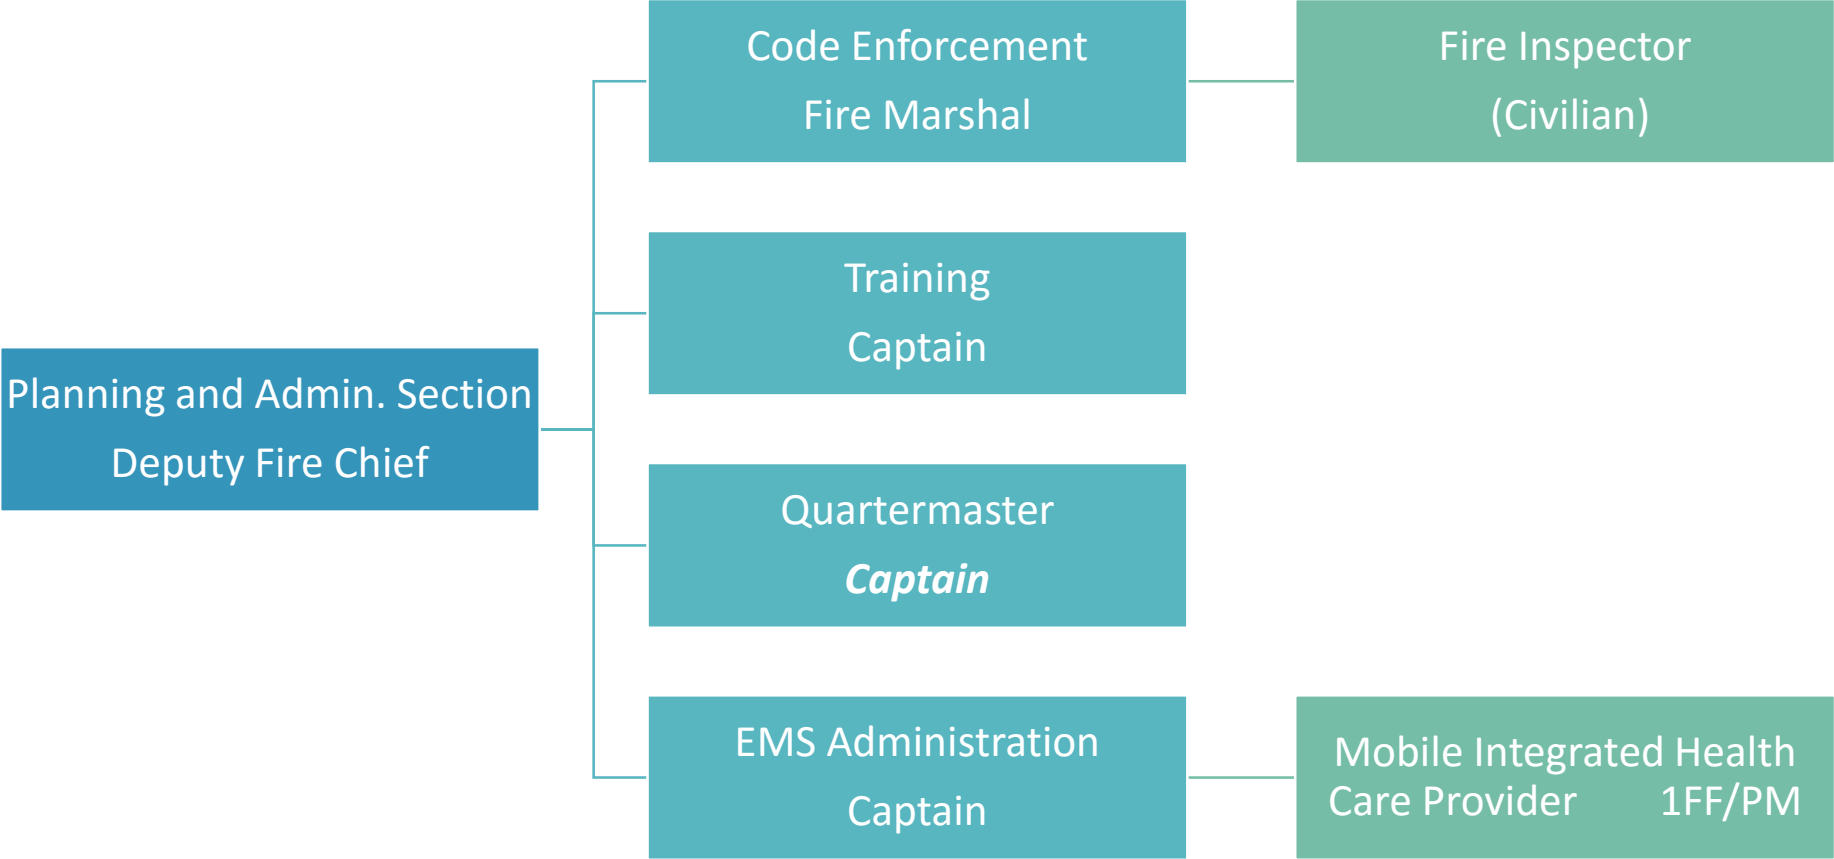 Code Enforcement
Fire Marshal
Fire Inspector
(Civilian)
Training
Captain
Planning and Admin. Section
Deputy Fire Chief
Quartermaster
Captain
EMS Administration
Captain
Mobile Integrated Health
Care Provider 1FF/PM